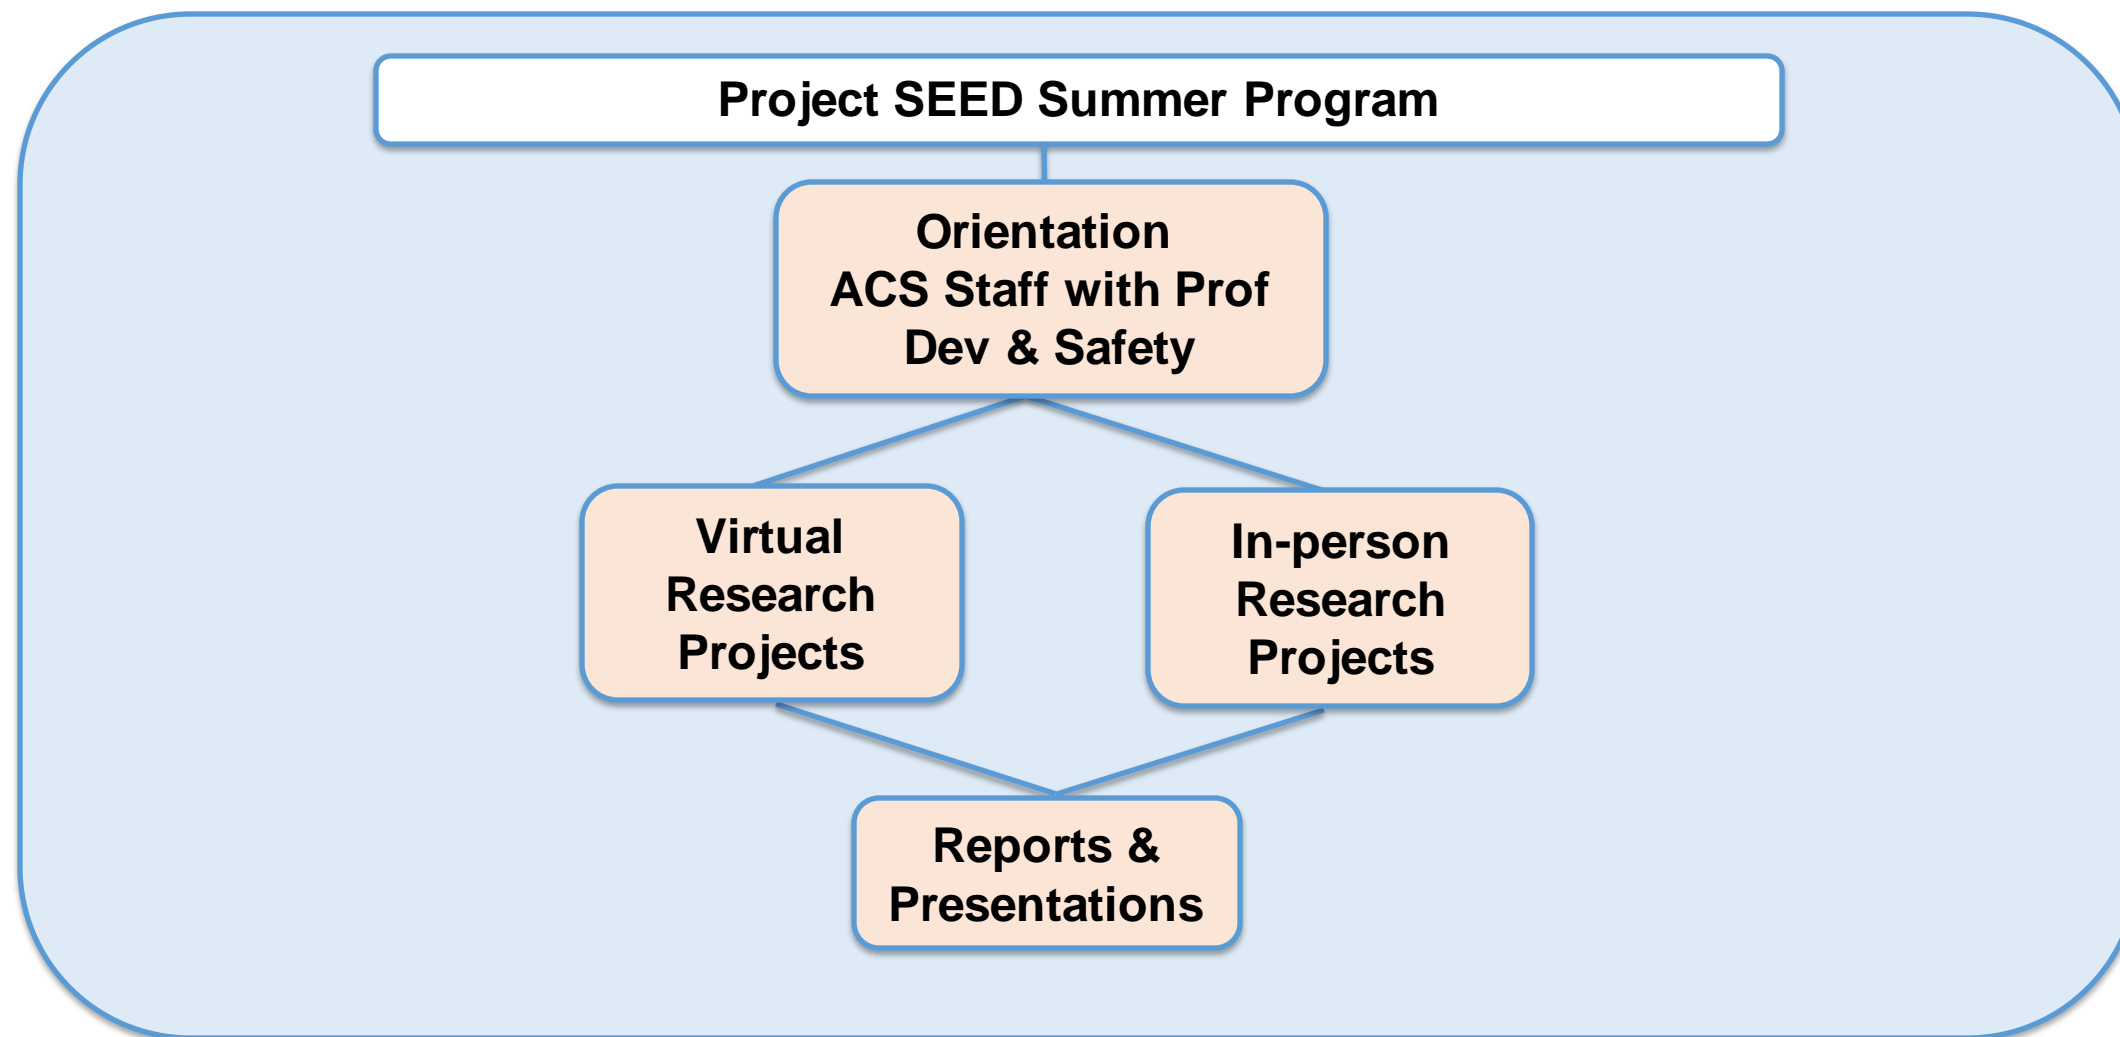 Project SEED Summer Program
Orientation
ACS Staff with Prof
Dev & Safety
Virtual
Research
Projects
In-person
Research
Projects
Reports &
Presentations